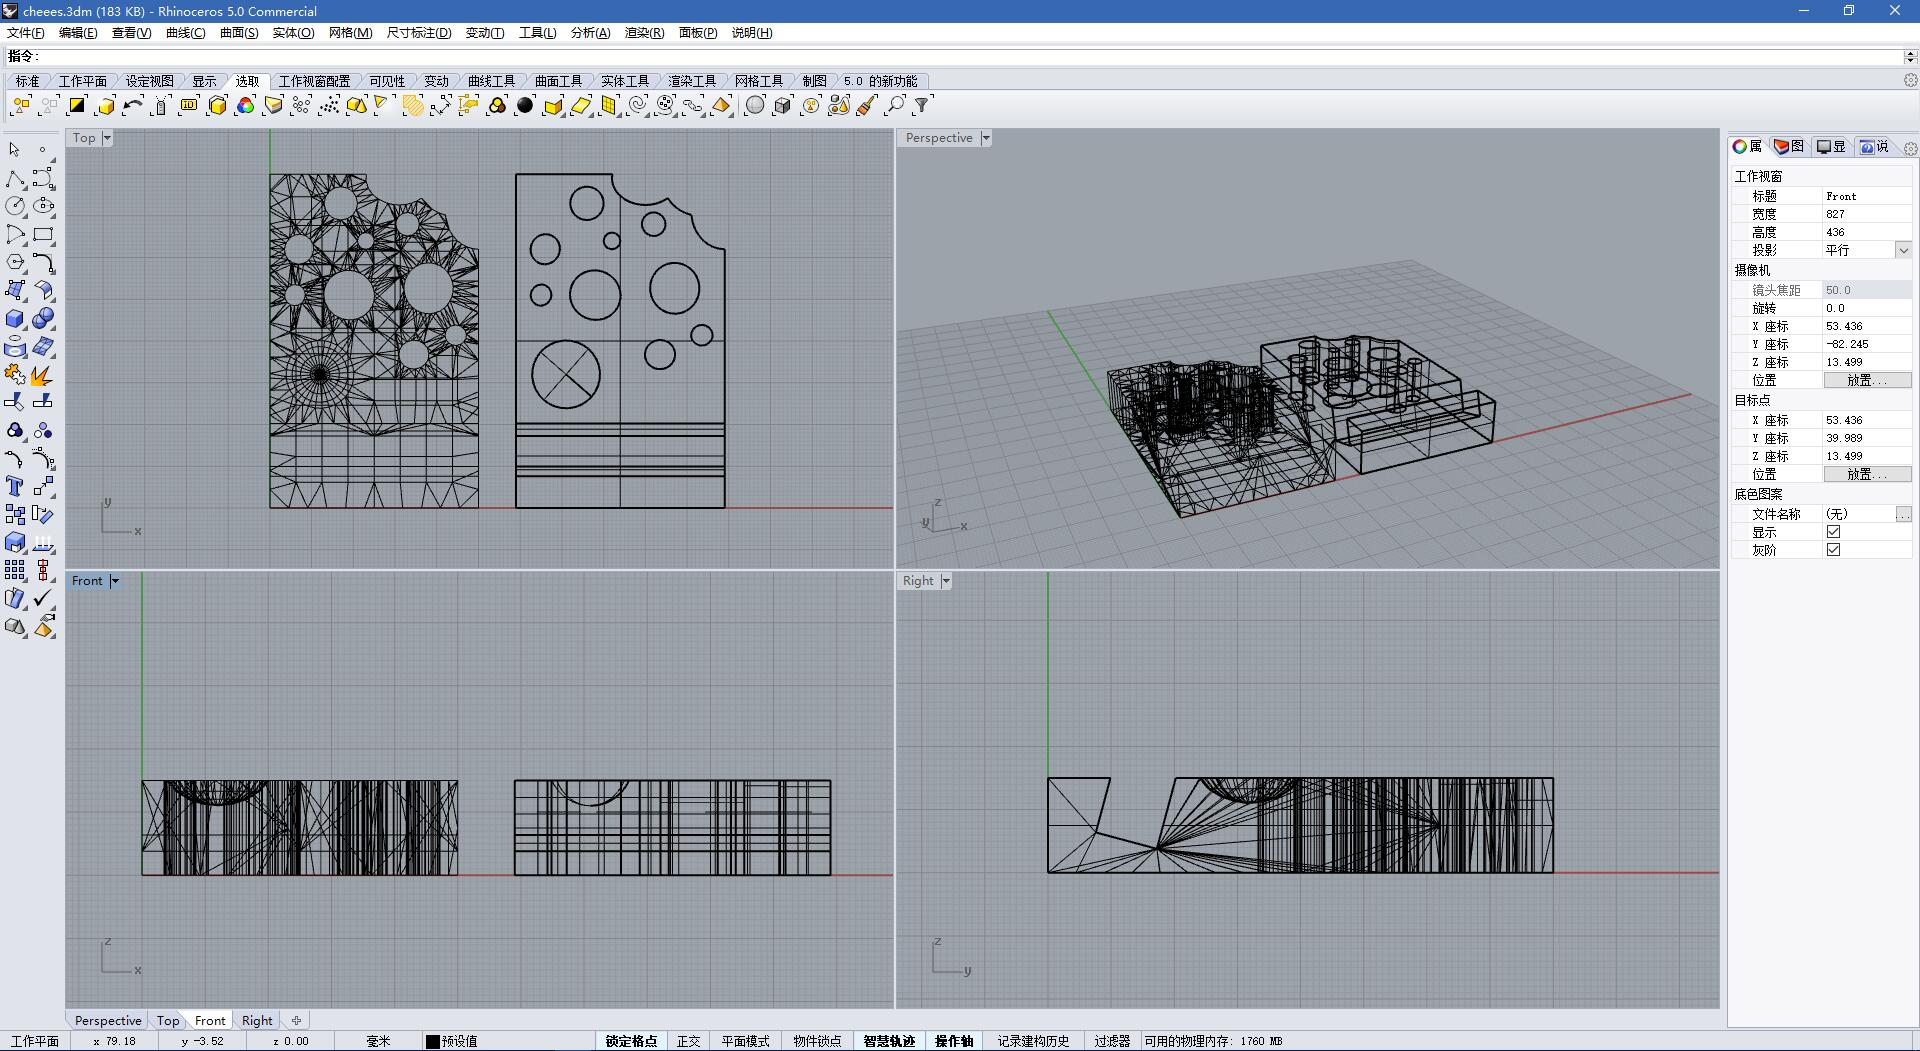 cheees.3dm (183 KB) - Rhinoceros 5.0 Commercial
文件(F) 编辑(E) 查看(V) 曲线(C) 曲面(S) 实体(O) 网格(M) 尺寸标注(D) 变动(T) 工具(L) 分析(A) 渲染(R) 面板(P) 说明(H)
指令:
标准 工作平面 设定视图 显示 选取 工作视窗配置 可见性 变动 曲线工具 曲面工具 实体工具 渲染工具 网格工具 制图 5.0 的新功能
Top
Perspective
属 图 显 说
工作视窗
标题 Front
宽度 827
高度 436
投影 平行
摄像机
镜头焦距 50.0
旋转 0.0
X 座标 53.436
Y 座标 -82.245
Z 座标 13.499
位置 放置...
目标点
X 座标 53.436
Y 座标 39.989
Z 座标 13.499
位置 放置...
底色图案
文件名称 (无) ...
显示
灰阶
y
x
z
y
x
Front
Right
z
x
z
y
Perspective Top Front Right
工作平面 x 79.18 y -3.52 z 0.00 毫米 预设值 锁定格点 正交 平面模式 物件锁点 智慧轨迹 操作轴 记录建构历史 过滤器 可用的物理内存: 1760 MB